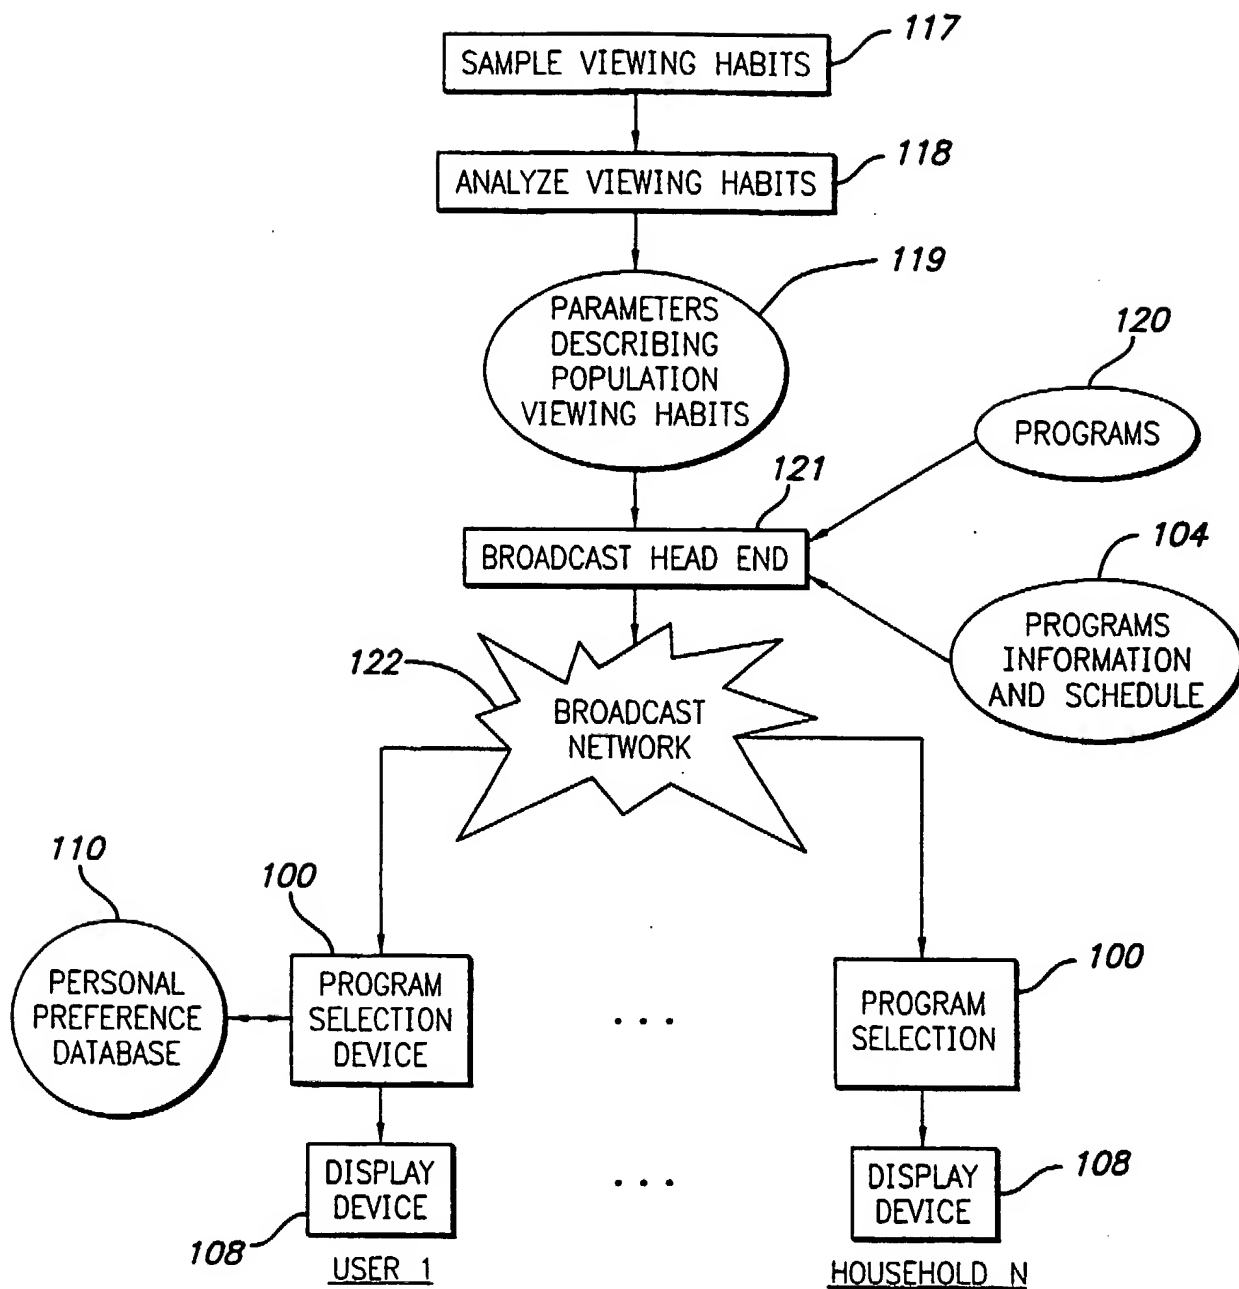 117
SAMPLE VIEWING HABITS
118
ANALYZE VIEWING HABITS
119
PARAMETERS
DESCRIBING
POPULATION
VIEWING HABITS
120
PROGRAMS
121
BROADCAST HEAD END
104
PROGRAMS
INFORMATION
AND SCHEDULE
122
BROADCAST
NETWORK
110
PERSONAL
PREFERENCE
DATABASE
100
PROGRAM
SELECTION
DEVICE
...
100
PROGRAM
SELECTION
DISPLAY
DEVICE
108
USER 1
...
DISPLAY
DEVICE
108
HOUSEHOLD N